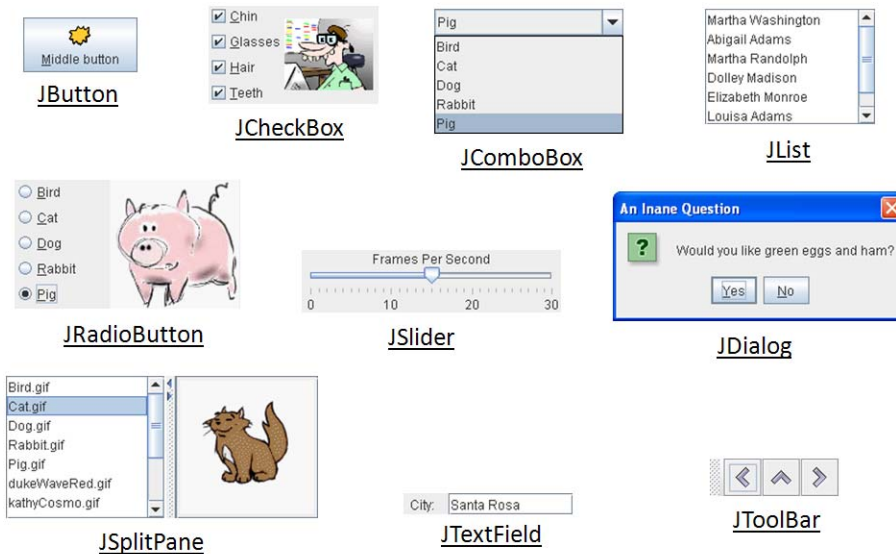 Middle button
JButton
Chin
Glasses
Hair
Teeth
JCheckBox
Pig
Bird
Cat
Dog
Rabbit
Pig
JComboBox
Martha Washington
Abigail Adams
Martha Randolph
Dolley Madison
Elizabeth Monroe
Louisa Adams
JList
Bird
Cat
Dog
Rabbit
Pig
JRadioButton
Frames Per Second
0 10 20 30
JSlider
An Inane Question
?
Would you like green eggs and ham?
Yes No
JDialog
Bird.gif
Cat.gif
Dog.gif
Rabbit.gif
Pig.gif
dukeWaveRed.gif
kathyCosmo.gif
JSplitPane
City: Santa Rosa
JTextField
JToolBar